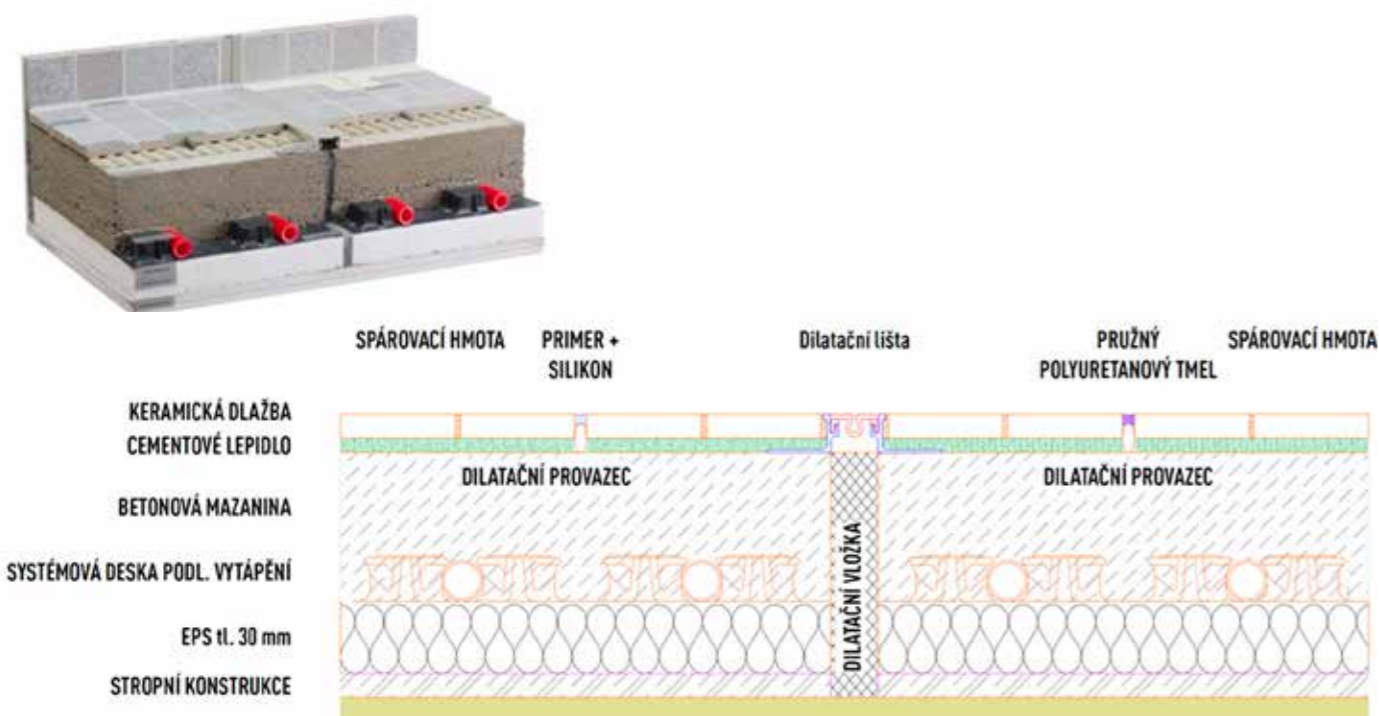 SPÁROVACÍ HMOTA
PRIMER +
SILIKON
Dilatační lišta
PRUŽNÝ
POLYURETANOVÝ TMEL
SPÁROVACÍ HMOTA
KERAMICKÁ DLAŽBA
CEMENTOVÉ LEPIDLO
DILATAČNÍ PROVAZEC
DILATAČNÍ PROVAZEC
BETONOVÁ MAZANINA
SYSTÉMOVÁ DESKA PODL. VYTÁPĚNÍ
DILATAČNÍ VLOŽKA
EPS tl. 30 mm
STROPNÍ KONSTRUKCE